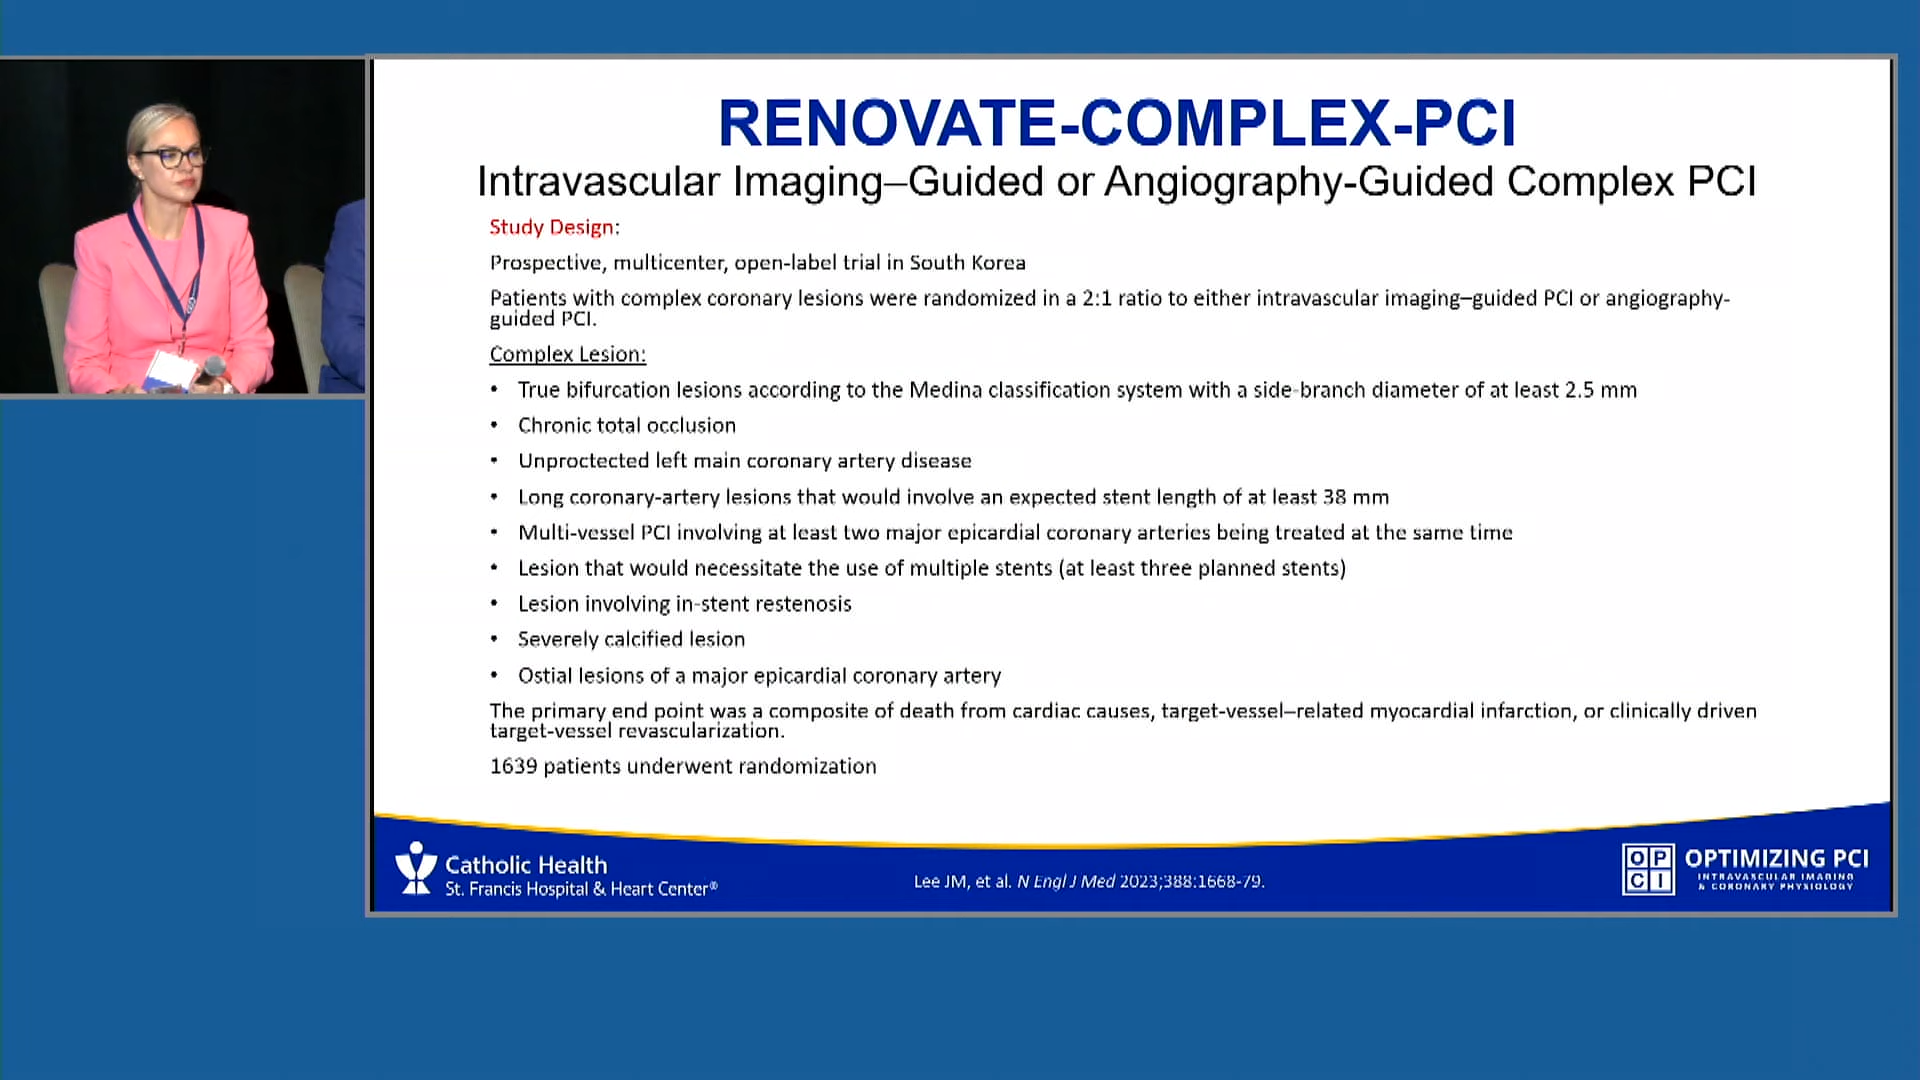 RENOVATE-COMPLEX-PCI
Intravascular Imaging–Guided or Angiography-Guided Complex PCI
Study Design:
Prospective, multicenter, open-label trial in South Korea
Patients with complex coronary lesions were randomized in a 2:1 ratio to either intravascular imaging–guided PCI or angiography-
guided PCI.
Complex Lesion:
• True bifurcation lesions according to the Medina classification system with a side-branch diameter of at least 2.5 mm
• Chronic total occlusion
• Unproctected left main coronary artery disease
• Long coronary-artery lesions that would involve an expected stent length of at least 38 mm
• Multi-vessel PCI involving at least two major epicardial coronary arteries being treated at the same time
• Lesion that would necessitate the use of multiple stents (at least three planned stents)
• Lesion involving in-stent restenosis
• Severely calcified lesion
• Ostial lesions of a major epicardial coronary artery
The primary end point was a composite of death from cardiac causes, target-vessel–related myocardial infarction, or clinically driven
target-vessel revascularization.
1639 patients underwent randomization
Catholic Health
St. Francis Hospital & Heart Center®
Lee JM, et al. N Engl J Med 2023;388:1668-79.
OP
CI
OPTIMIZING PCI
INTRAVASCULAR IMAGING
& CORONARY PHYSIOLOGY